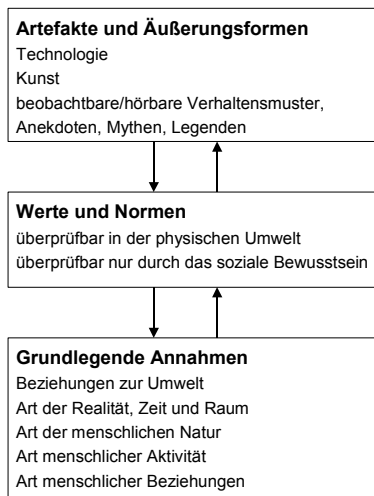 Artefakte und Äußerungsformen
Technologie
Kunst
beobachtbare/hörbare Verhaltensmuster,
Anekdoten, Mythen, Legenden
Werte und Normen
überprüfbar in der physischen Umwelt
überprüfbar nur durch das soziale Bewusstsein
Grundlegende Annahmen
Beziehungen zur Umwelt
Art der Realität, Zeit und Raum
Art der menschlichen Natur
Art menschlicher Aktivität
Art menschlicher Beziehungen